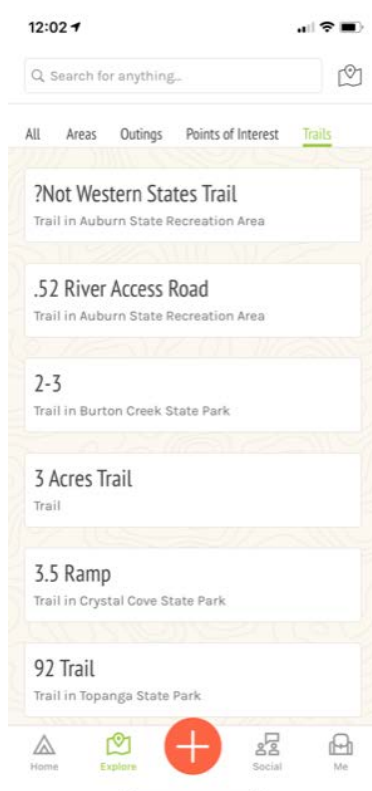 12:02
Search for anything...
All Areas Outings Points of Interest Trails
?Not Western States Trail
Trail in Auburn State Recreation Area
.52 River Access Road
Trail in Auburn State Recreation Area
2-3
Trail in Burton Creek State Park
3 Acres Trail
Trail
3.5 Ramp
Trail in Crystal Cove State Park
92 Trail
Trail in Topanga State Park
Home Explore Social Me